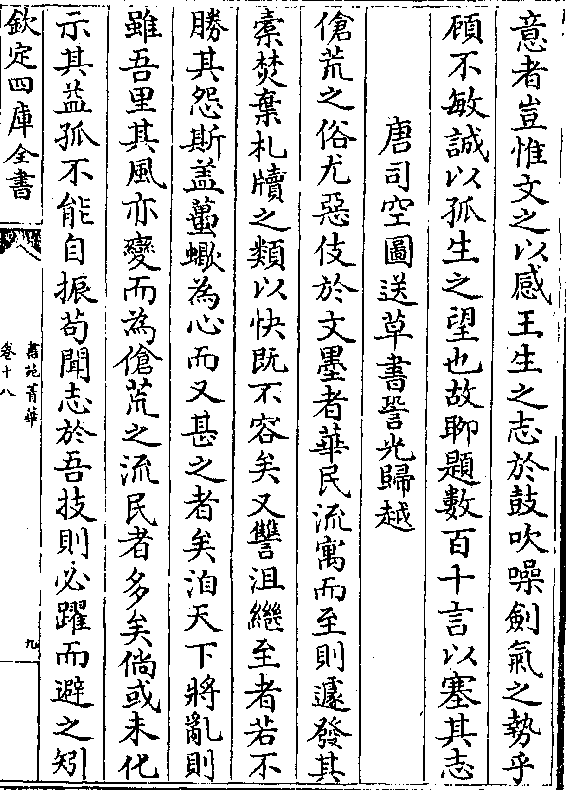 意者豈惟文之以感王生之志於鼓吹噪劍氣之勢乎
顧不敏誠以孤生之望也故聊題數百十言以塞其志
唐司空圖送草書䛒光歸越
傖荒之俗尤惡伎於文墨者華民流寓而至則遽發其
橐焚棄札牘之類以快既不容矣又讐沮繼至者若不
勝其怨斯盖蠆蠍為心而又甚之者矣洎天下將亂則
雖吾里其風亦變而為傖荒之流民者多矣倘或未化
示其益孤不能自振苟聞志於吾技則必躍而避之矧
欽定四庫全書
書苑菁華
卷十八
九